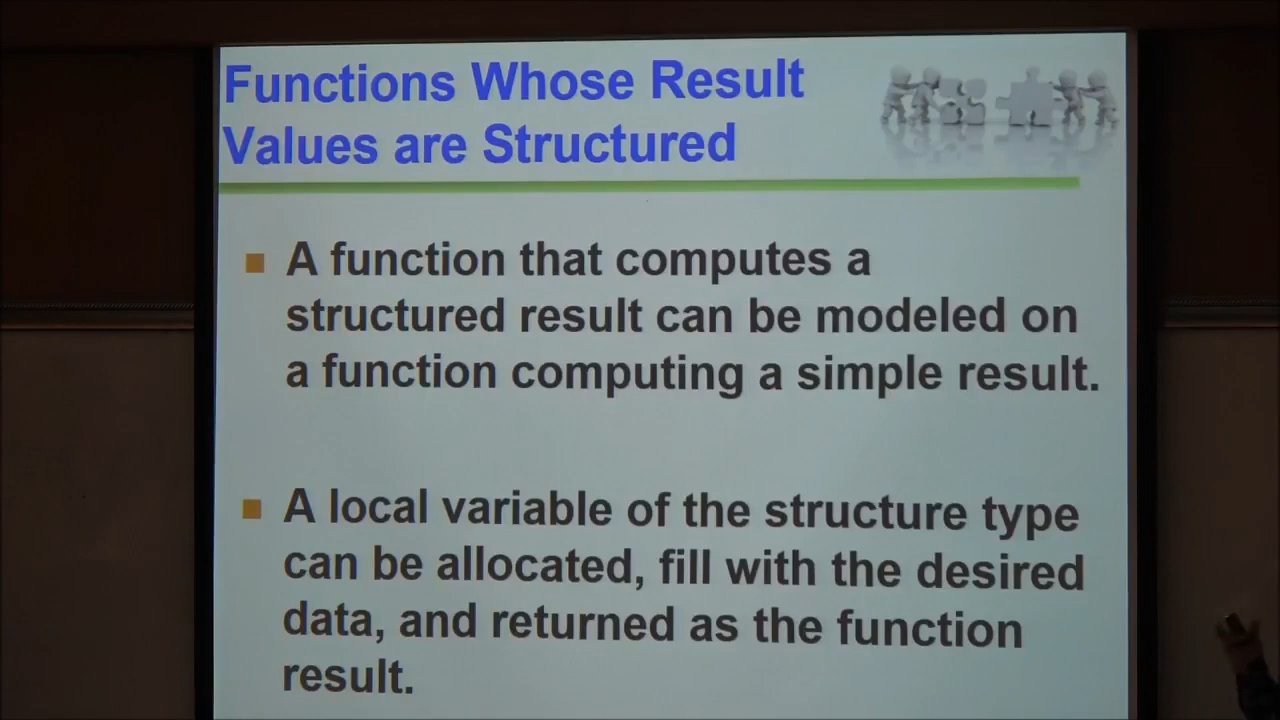 Functions Whose Result
Values are Structured
A function that computes a
structured result can be modeled on
a function computing a simple result.
A local variable of the structure type
can be allocated, fill with the desired
data, and returned as the function
result.